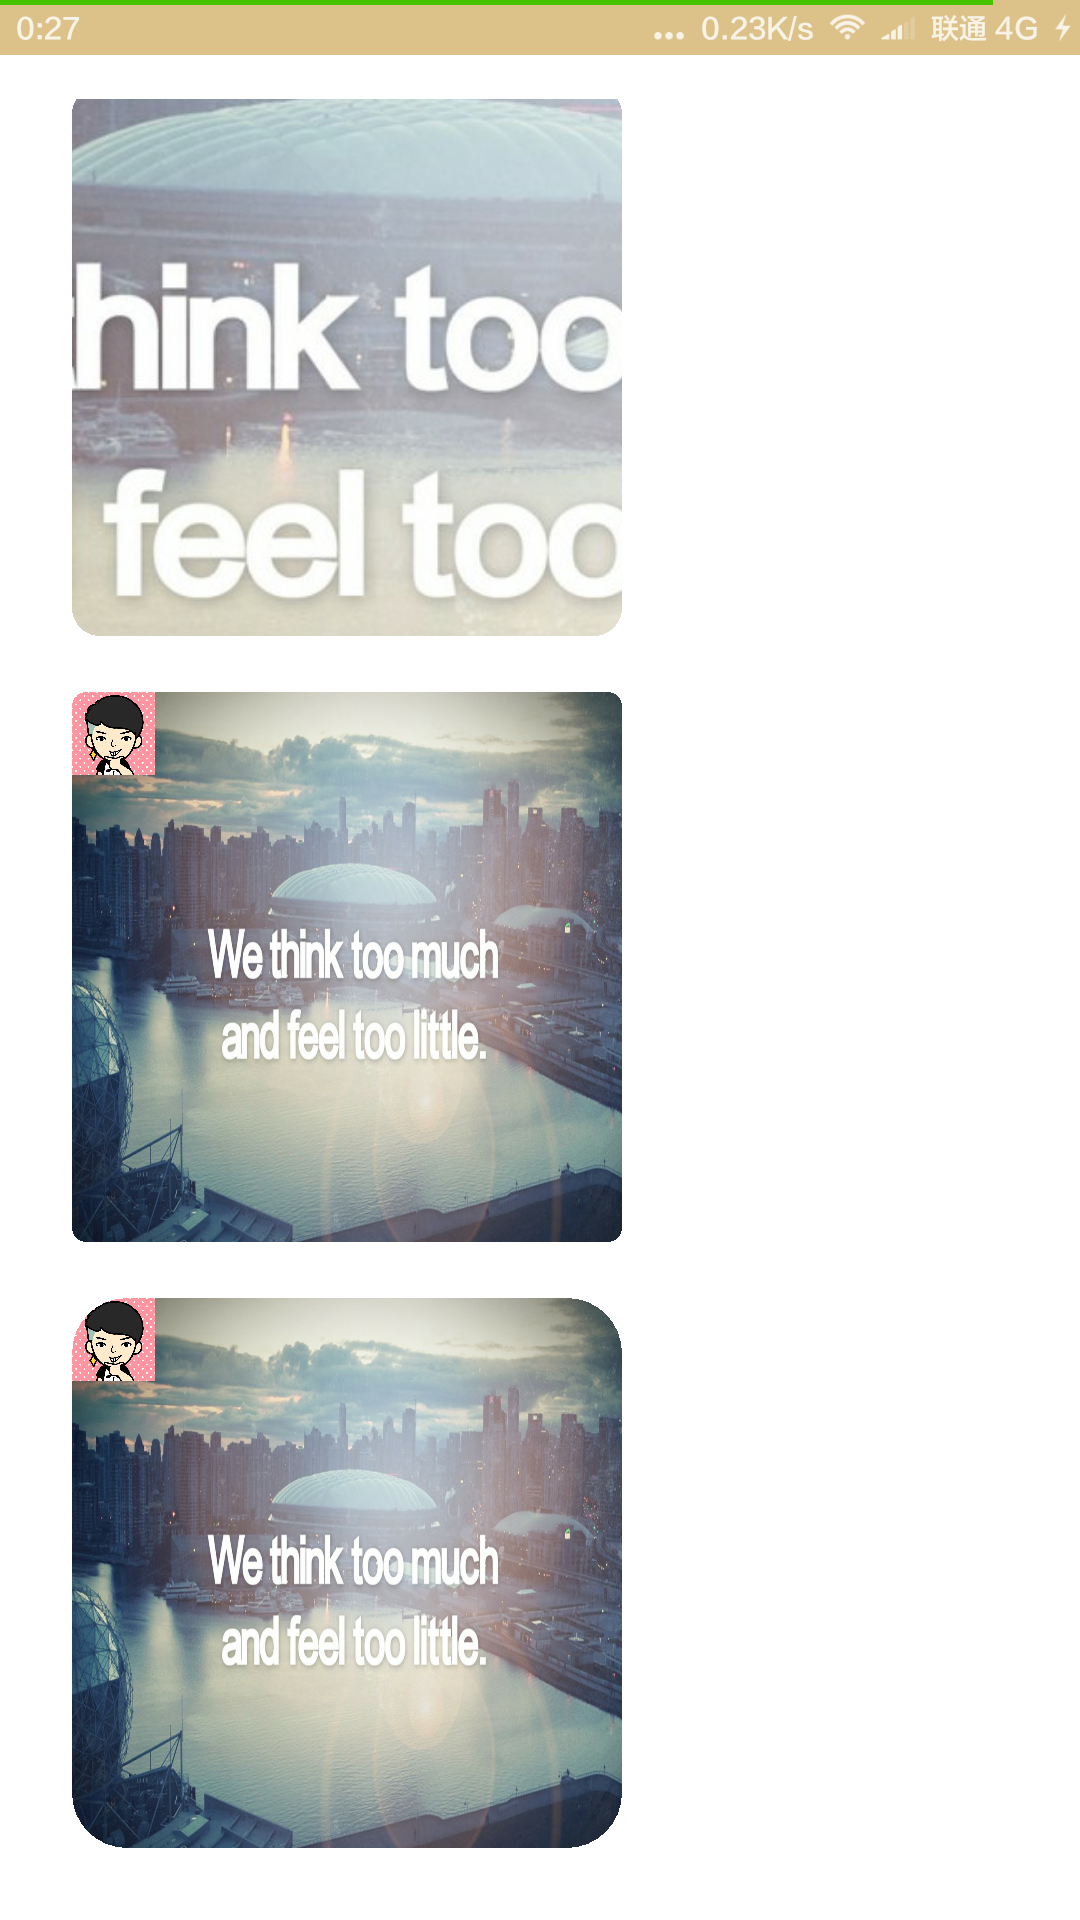 0:27 ... 0.23K/s 联通 4G
think too
feel too
We think too much
and feel too little.
We think too much
and feel too little.